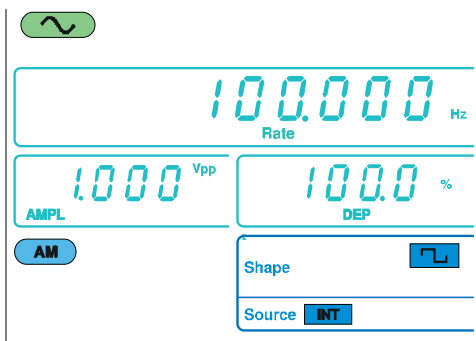 100.000 Hz
Rate
1.000 Vpp
AMPL
100.0 %
DEP
AM
Shape
Source INT